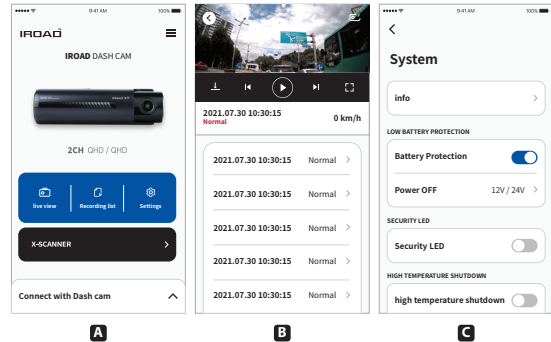 9:41 AM
100%
IROAD
IROAD DASH CAM
2CH QHD / QHD
live view
Recording list
Settings
X-SCANNER
Connect with Dash cam
A
2021.07.30 10:30:15
Normal
0 km/h
2021.07.30 10:30:15 Normal
2021.07.30 10:30:15 Normal
2021.07.30 10:30:15 Normal
2021.07.30 10:30:15 Normal
2021.07.30 10:30:15 Normal
B
9:41 AM
100%
System
info
LOW BATTERY PROTECTION
Battery Protection
Power OFF 12V / 24V
SECURITY LED
Security LED
HIGH TEMPERATURE SHUTDOWN
high temperature shutdown
C